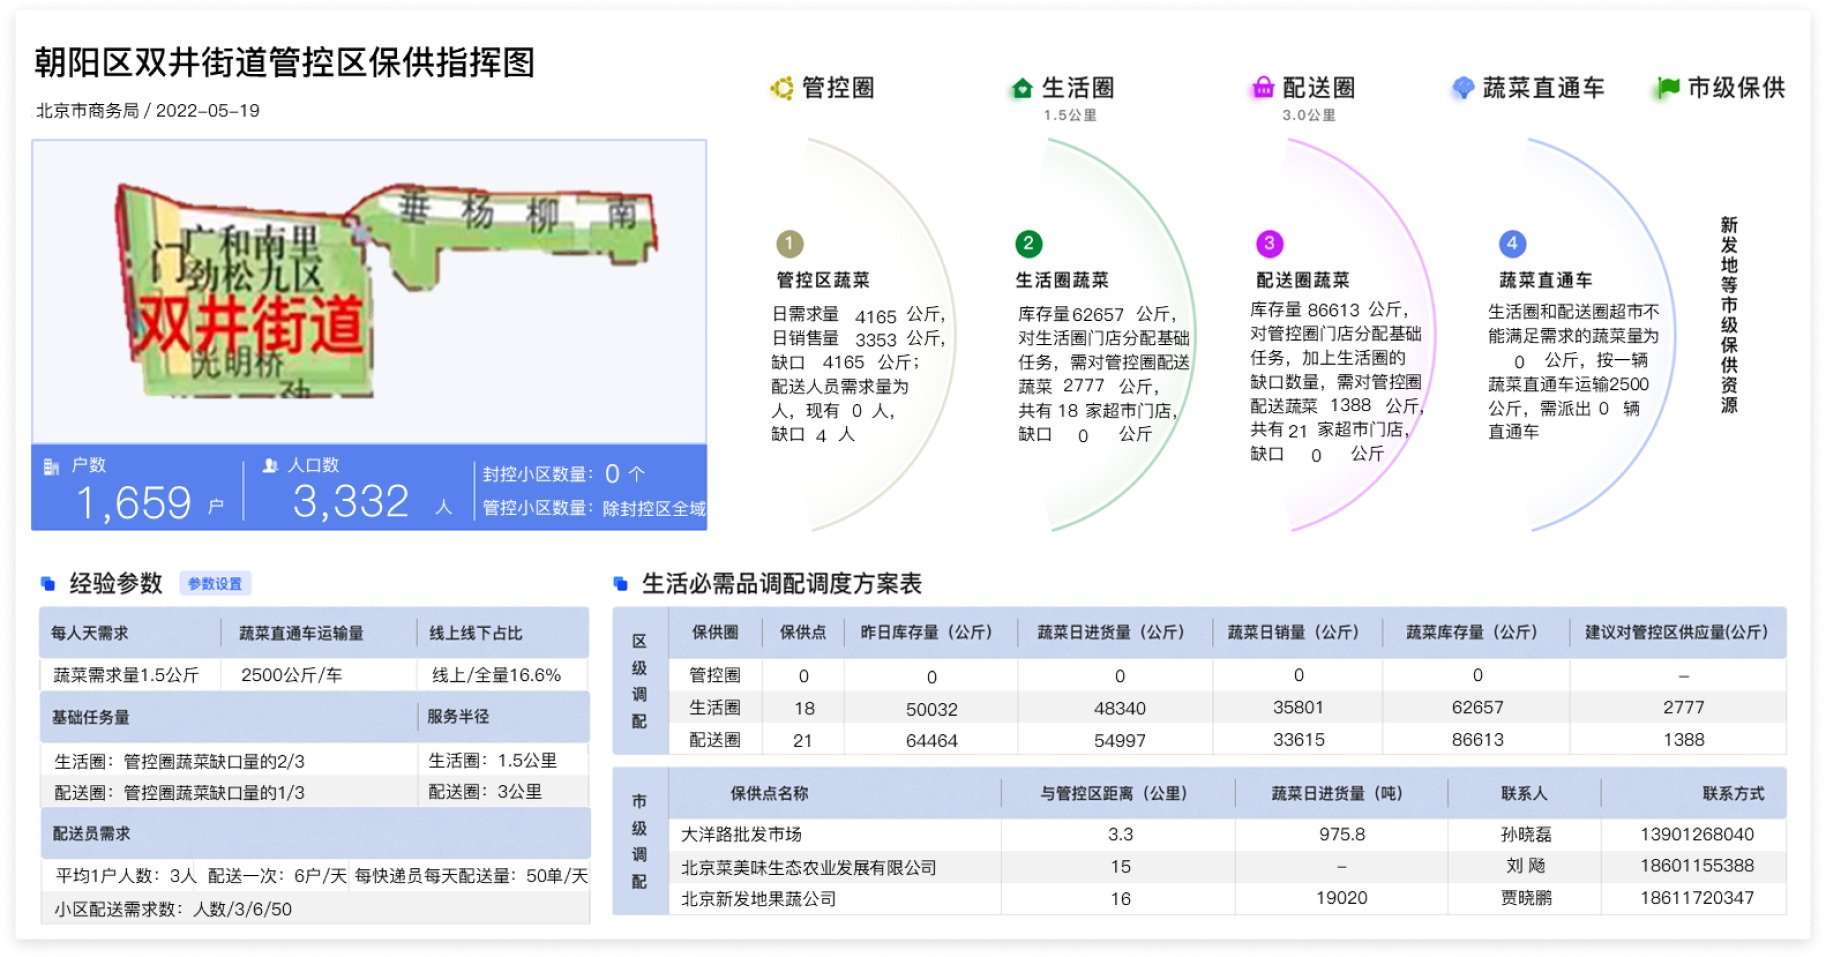 朝阳区双井街道管控区保供指挥图
北京市商务局 / 2022-05-19
垂杨柳南
广和南里
门
劲松九区
双井街道
光明桥
劲
户数
1,659 户
人口数
3,332 人
封控小区数量：0 个
管控小区数量：除封控区全域
管控圈
生活圈
1.5公里
配送圈
3.0公里
蔬菜直通车
市级保供
1
管控区蔬菜
日需求量 4165 公斤，
日销售量 3353 公斤，
缺口 4165 公斤；
配送人员需求量为
人，现有 0 人，
缺口 4 人
2
生活圈蔬菜
库存量62657 公斤，
对生活圈门店分配基础
任务，需对管控圈配送
蔬菜 2777 公斤，
共有 18 家超市门店，
缺口 0 公斤
3
配送圈蔬菜
库存量 86613 公斤，
对管控圈门店分配基础
任务，加上生活圈的
缺口数量，需对管控圈
配送蔬菜 1388 公斤，
共有 21 家超市门店，
缺口 0 公斤
4
蔬菜直通车
生活圈和配送圈超市不
能满足需求的蔬菜量为
0 公斤，按一辆
蔬菜直通车运输2500
公斤，需派出 0 辆
直通车
新发地等市级保供资源
经验参数 参数设置
每人天需求 蔬菜直通车运输量 线上线下占比
蔬菜需求量1.5公斤 2500公斤/车 线上/全量16.6%
基础任务量 服务半径
生活圈：管控圈蔬菜缺口量的2/3 生活圈：1.5公里
配送圈：管控圈蔬菜缺口量的1/3 配送圈：3公里
配送员需求
平均1户人数：3人 配送一次：6户/天 每快递员每天配送量：50单/天
小区配送需求数：人数/3/6/50
生活必需品调配调度方案表
区级调配
保供圈 保供点 昨日库存量（公斤） 蔬菜日进货量（公斤） 蔬菜日销量（公斤） 蔬菜库存量（公斤） 建议对管控区供应量(公斤)
管控圈 0 0 0 0 0 –
生活圈 18 50032 48340 35801 62657 2777
配送圈 21 64464 54997 33615 86613 1388
市级调配
保供点名称 与管控区距离（公里） 蔬菜日进货量（吨） 联系人 联系方式
大洋路批发市场 3.3 975.8 孙晓磊 13901268040
北京菜美味生态农业发展有限公司 15 – 刘 飏 18601155388
北京新发地果蔬公司 16 19020 贾晓鹏 18611720347